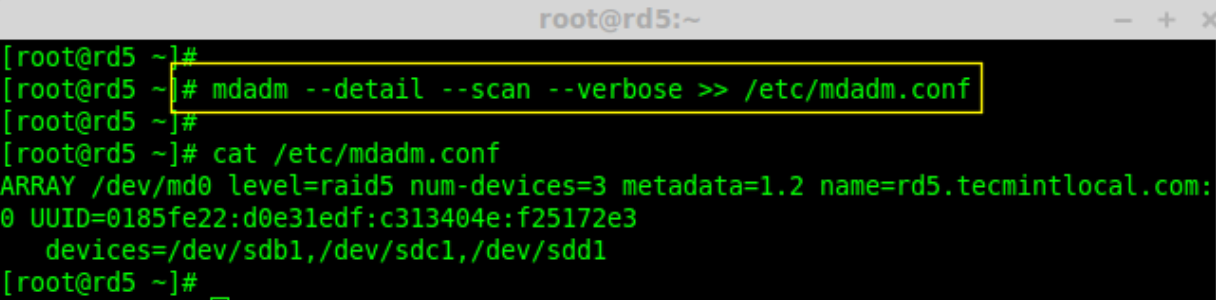 root@rd5:~
[root@rd5 ~]#
[root@rd5 ~]# mdadm --detail --scan --verbose >> /etc/mdadm.conf
[root@rd5 ~]#
[root@rd5 ~]# cat /etc/mdadm.conf
ARRAY /dev/md0 level=raid5 num-devices=3 metadata=1.2 name=rd5.tecmintlocal.com:
0 UUID=0185fe22:d0e31edf:c313404e:f25172e3
   devices=/dev/sdb1,/dev/sdc1,/dev/sdd1
[root@rd5 ~]#